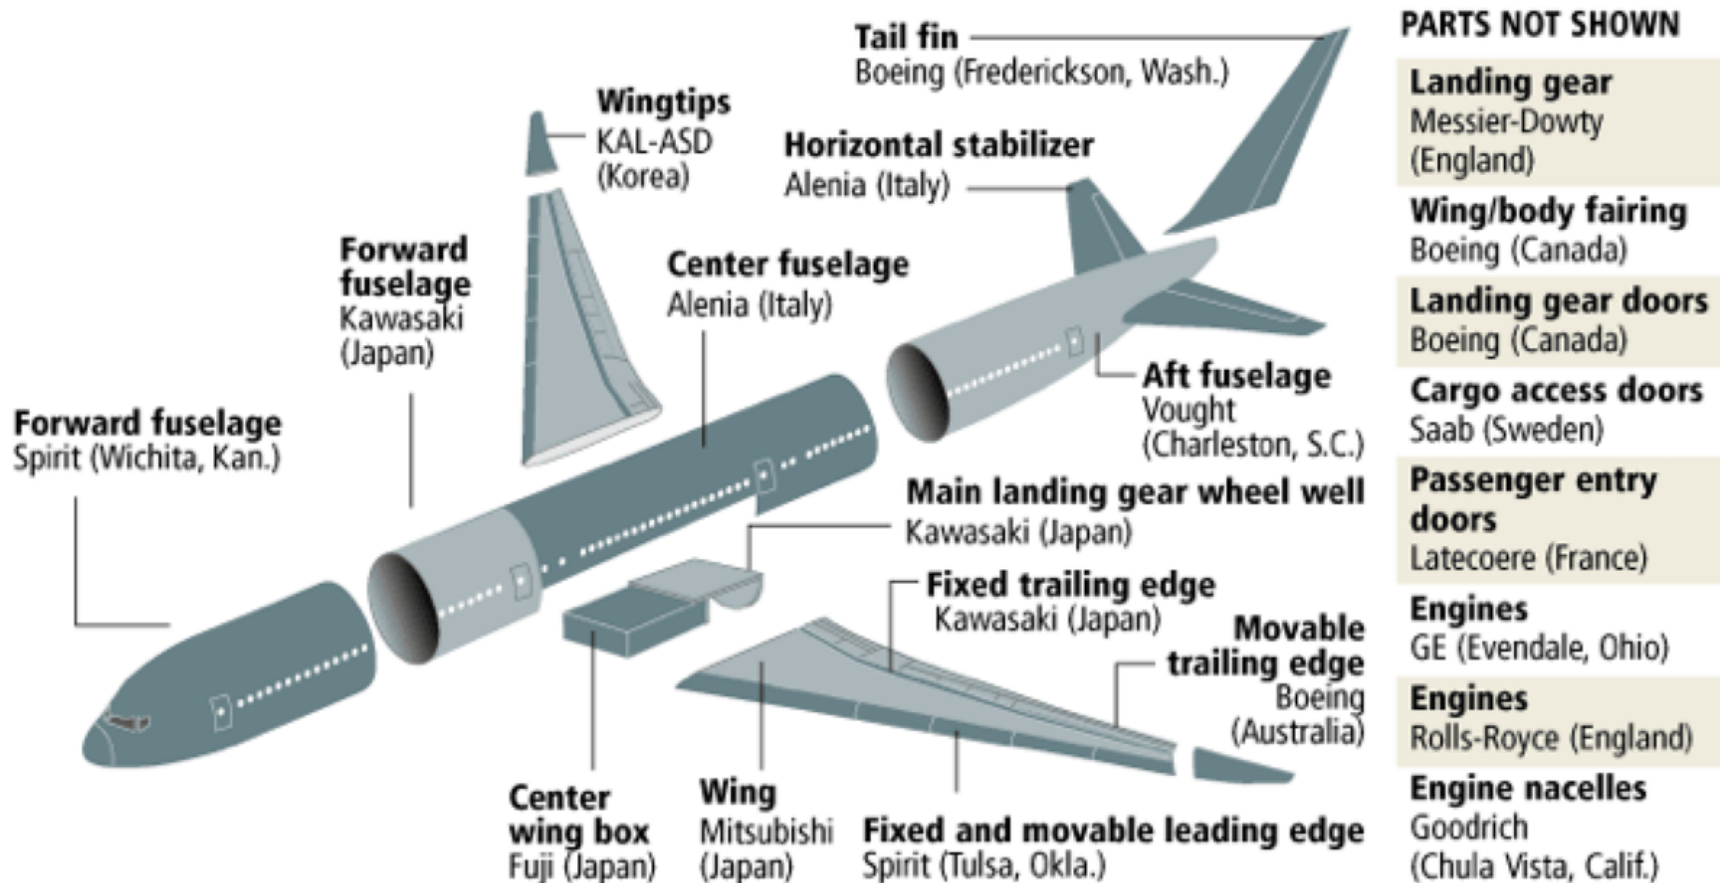 Tail fin
Boeing (Frederickson, Wash.)
Wingtips
KAL-ASD
(Korea)
Horizontal stabilizer
Alenia (Italy)
Forward
fuselage
Kawasaki
(Japan)
Center fuselage
Alenia (Italy)
Forward fuselage
Spirit (Wichita, Kan.)
Aft fuselage
Vought
(Charleston, S.C.)
Main landing gear wheel well
Kawasaki (Japan)
Fixed trailing edge
Kawasaki (Japan)
Movable
trailing edge
Boeing
(Australia)
Center
wing box
Fuji (Japan)
Wing
Mitsubishi
(Japan)
Fixed and movable leading edge
Spirit (Tulsa, Okla.)
PARTS NOT SHOWN
Landing gear
Messier-Dowty
(England)
Wing/body fairing
Boeing (Canada)
Landing gear doors
Boeing (Canada)
Cargo access doors
Saab (Sweden)
Passenger entry
doors
Latecoere (France)
Engines
GE (Evendale, Ohio)
Engines
Rolls-Royce (England)
Engine nacelles
Goodrich
(Chula Vista, Calif.)